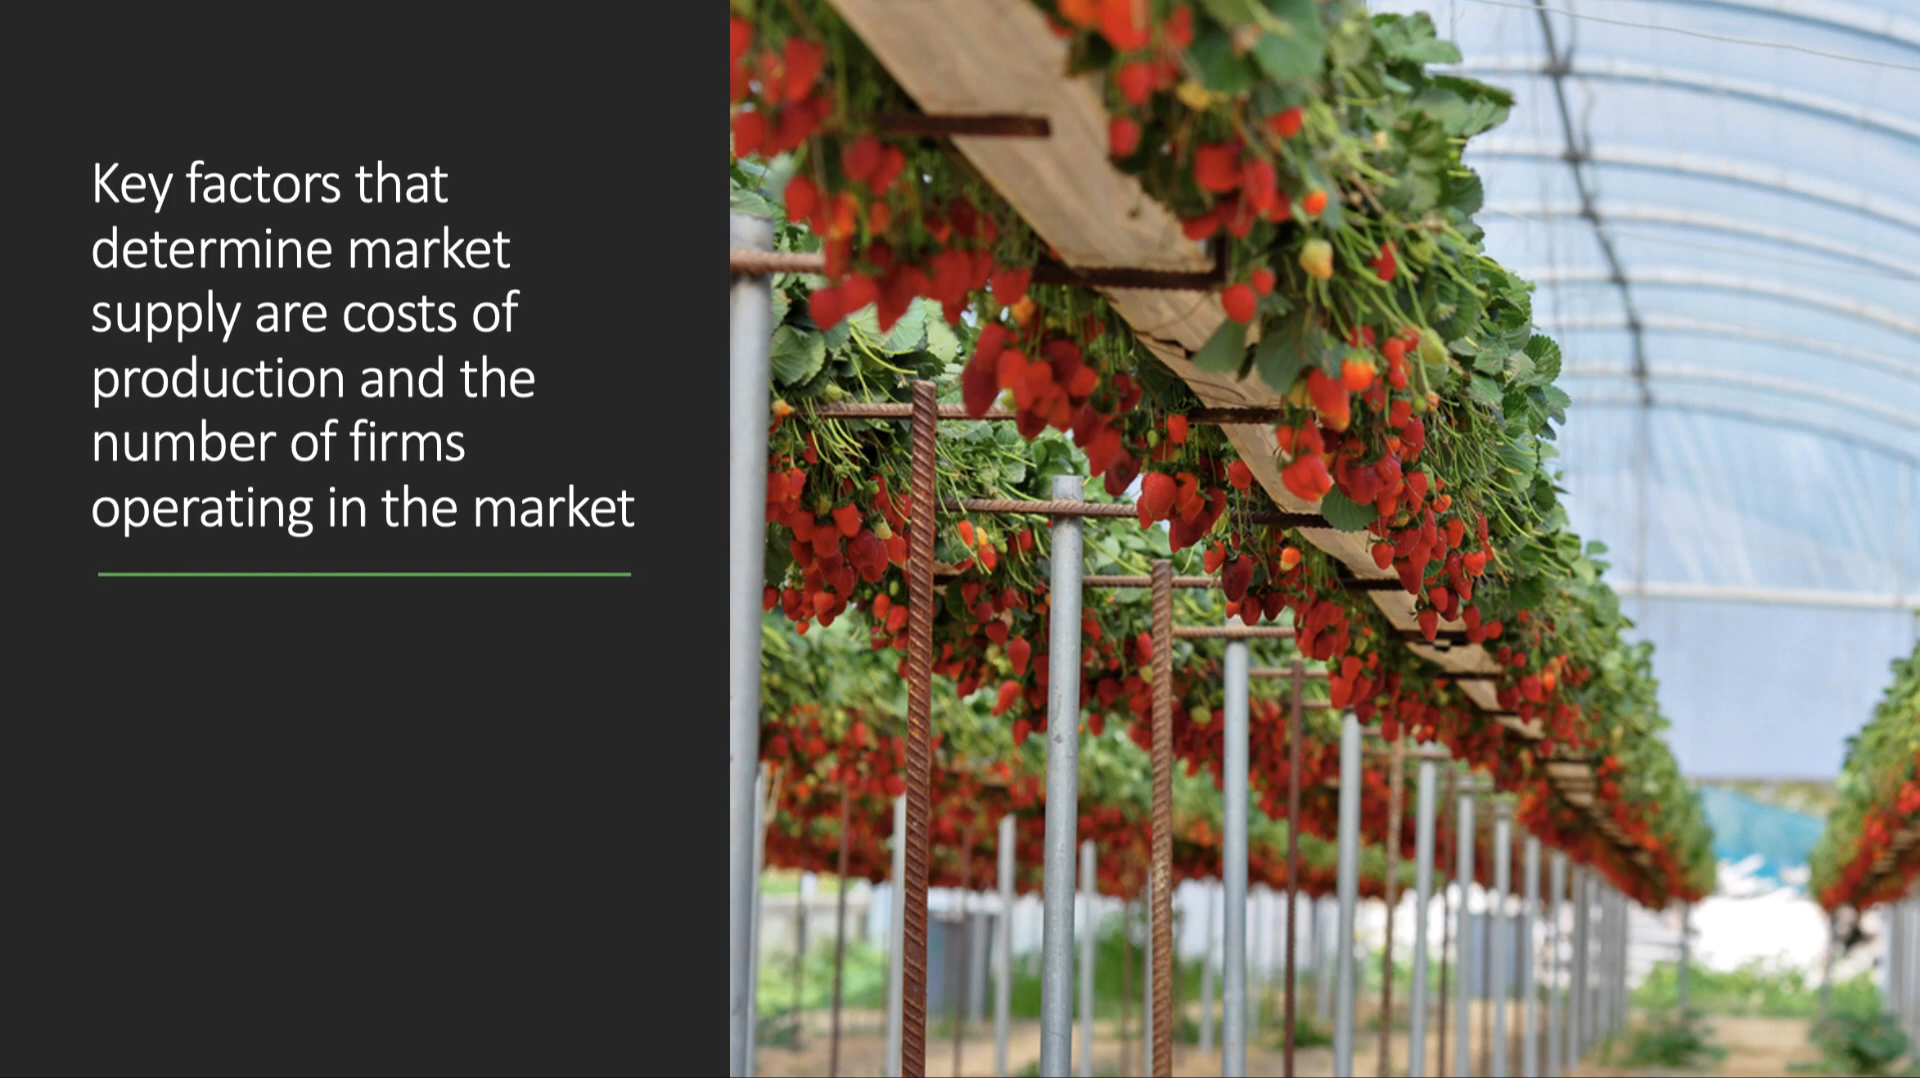 Key factors that
determine market
supply are costs of
production and the
number of firms
operating in the market